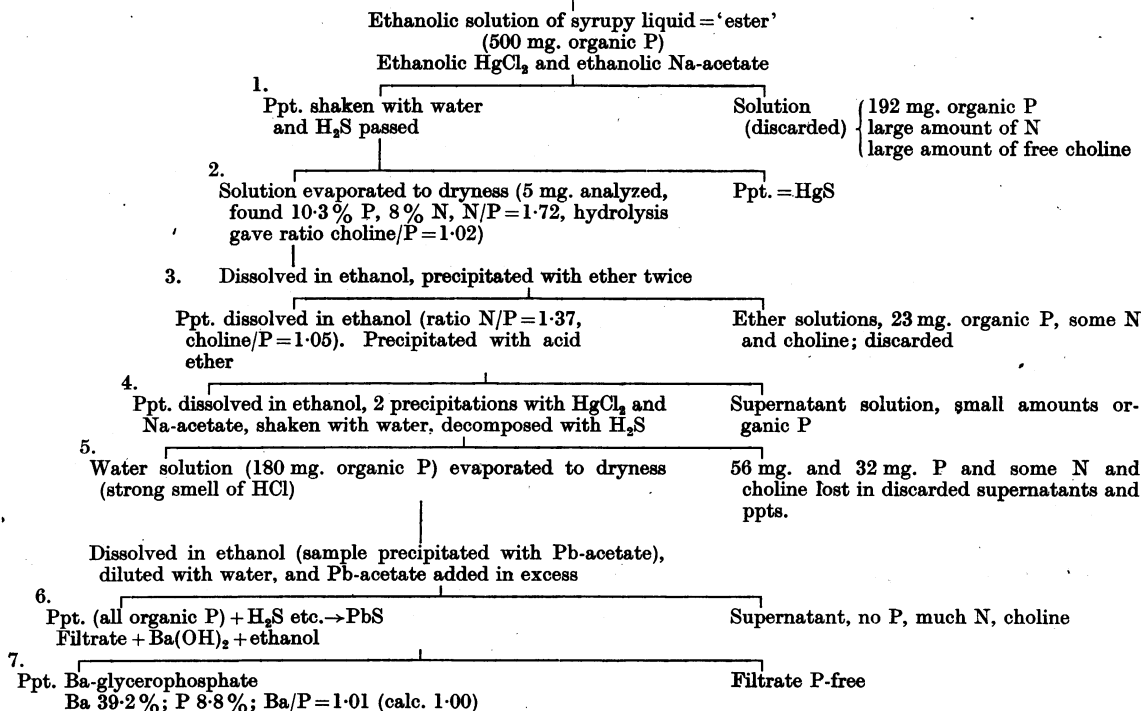 Ethanolic solution of syrupy liquid = 'ester'
(500 mg. organic P)
Ethanolic HgCl₂ and ethanolic Na-acetate
1.
Ppt. shaken with water
and H₂S passed
Solution
(discarded)
192 mg. organic P
large amount of N
large amount of free choline
2.
Solution evaporated to dryness (5 mg. analyzed,
found 10·3 % P, 8 % N, N/P = 1·72, hydrolysis
gave ratio choline/P = 1·02)
Ppt. = HgS
3. Dissolved in ethanol, precipitated with ether twice
Ppt. dissolved in ethanol (ratio N/P = 1·37,
choline/P = 1·05). Precipitated with acid
ether
Ether solutions, 23 mg. organic P, some N
and choline; discarded
4.
Ppt. dissolved in ethanol, 2 precipitations with HgCl₂ and
Na-acetate, shaken with water, decomposed with H₂S
Supernatant solution, small amounts or-
ganic P
5.
Water solution (180 mg. organic P) evaporated to dryness
(strong smell of HCl)
56 mg. and 32 mg. P and some N and
choline lost in discarded supernatants and
ppts.
Dissolved in ethanol (sample precipitated with Pb-acetate),
diluted with water, and Pb-acetate added in excess
6.
Ppt. (all organic P) + H₂S etc.→PbS
Filtrate + Ba(OH)₂ + ethanol
Supernatant, no P, much N, choline
7.
Ppt. Ba-glycerophosphate
Ba 39·2 %; P 8·8 %; Ba/P = 1·01 (calc. 1·00)
Filtrate P-free